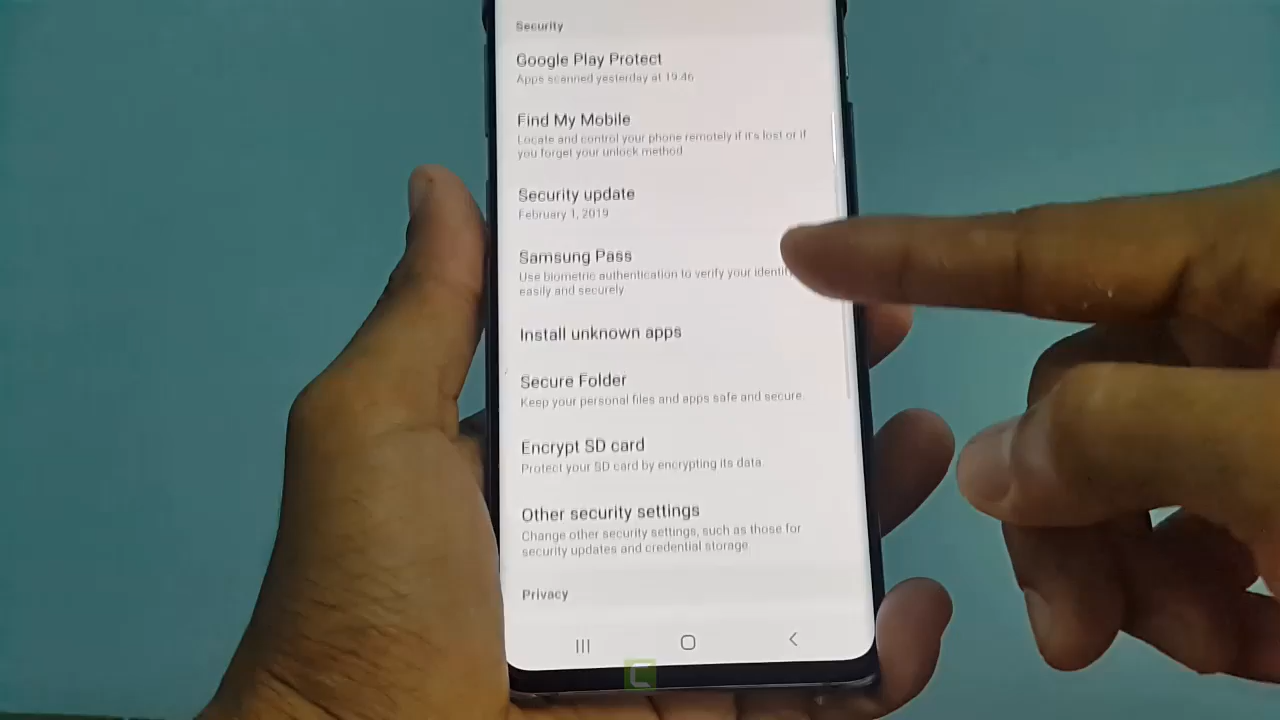 Security
Google Play Protect
Apps scanned yesterday at 19:46
Find My Mobile
Locate and control your phone remotely if it's lost or if
you forget your unlock method.
Security update
February 1, 2019
Samsung Pass
Use biometric authentication to verify your
easily and securely.
Install unknown apps
Secure Folder
Keep your personal files and apps safe and secure.
Encrypt SD card
Protect your SD card by encrypting its data.
Other security settings
Change other security settings, such as those for
security updates and credential storage.
Privacy